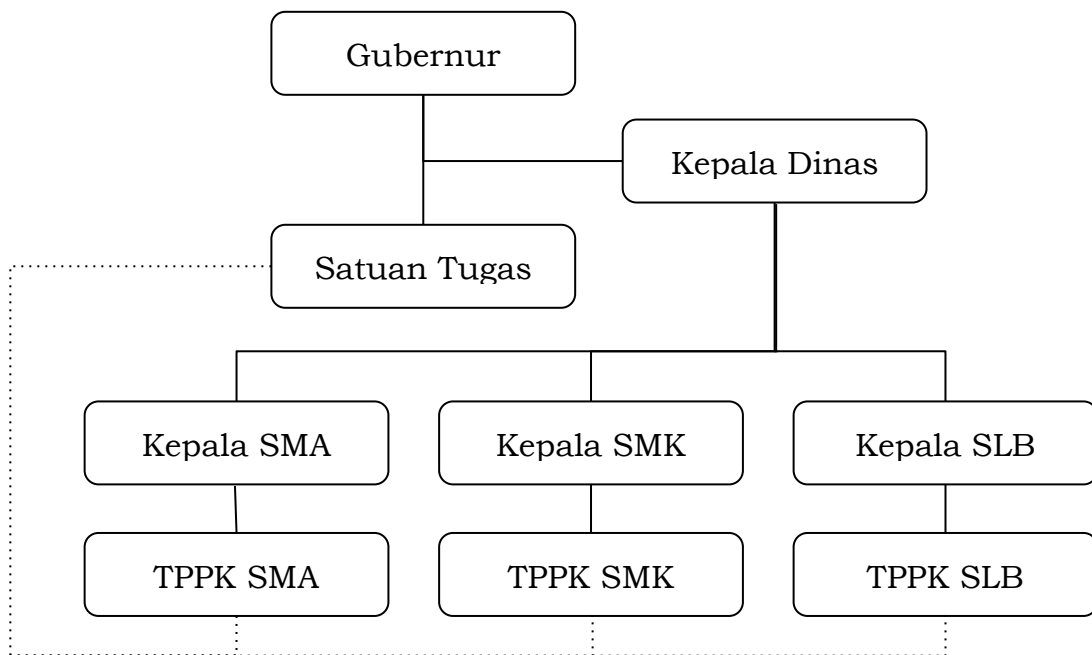 Gubernur
Kepala Dinas
Satuan Tugas
Kepala SMA
Kepala SMK
Kepala SLB
TPPK SMA
TPPK SMK
TPPK SLB